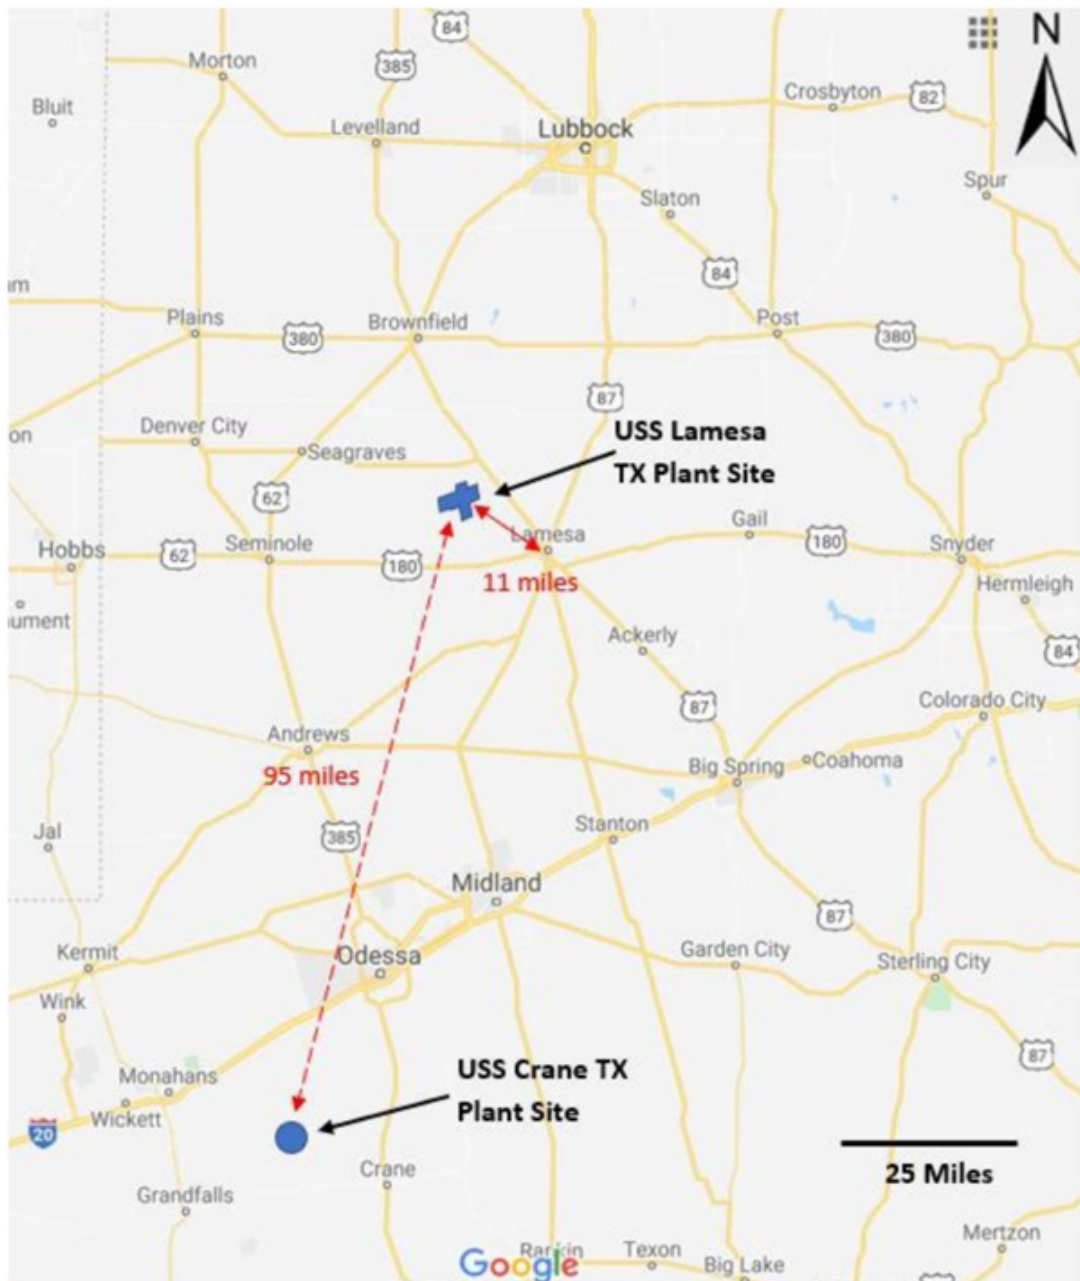 84
N
Morton
385
Crosbyton
82
Bluit
Levelland
Lubbock
Spur
Slaton
84
m
Plains
Brownfield
Post
380
380
87
Denver City
USS Lamesa
TX Plant Site
on
Seagraves
62
Gail
Lamesa
Hobbs
62
Seminole
180
180
Snyder
11 miles
Hermleigh
ument
Ackerly
84
87
Colorado City
Andrews
95 miles
Big Spring
Coahoma
Jal
385
Stanton
Midland
87
Kermit
Odessa
Garden City
Sterling City
Wink
87
USS Crane TX
Plant Site
Monahans
Wickett
20
25 Miles
Crane
Grandfalls
Mertzon
Google
Rankin
Texon
Big Lake